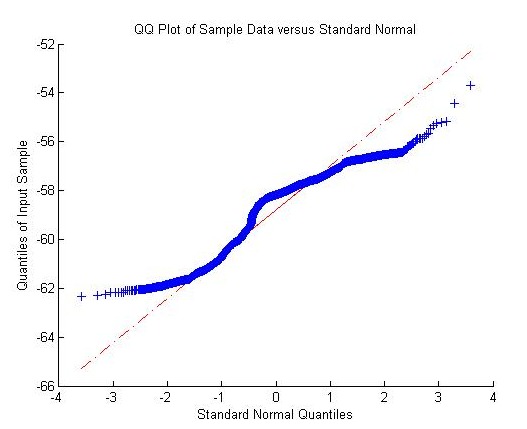 QQ Plot of Sample Data versus Standard Normal
-52
-54
-56
-58
-60
-62
-64
-66
Quantiles of Input Sample
-4 -3 -2 -1 0 1 2 3 4
Standard Normal Quantiles